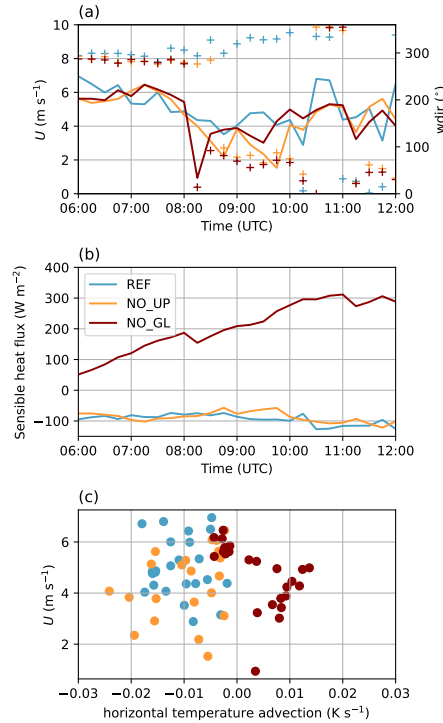 (a)
10
8
6
4
2
0
U (m s⁻¹)
300
200
100
0
wdir (°)
06:00 07:00 08:00 09:00 10:00 11:00 12:00
Time (UTC)
(b)
400
300
200
100
0
−100
Sensible heat flux (W m⁻²)
REF
NO_UP
NO_GL
06:00 07:00 08:00 09:00 10:00 11:00 12:00
Time (UTC)
(c)
6
4
2
U (m s⁻¹)
−0.03 −0.02 −0.01 0.00 0.01 0.02 0.03
horizontal temperature advection (K s⁻¹)